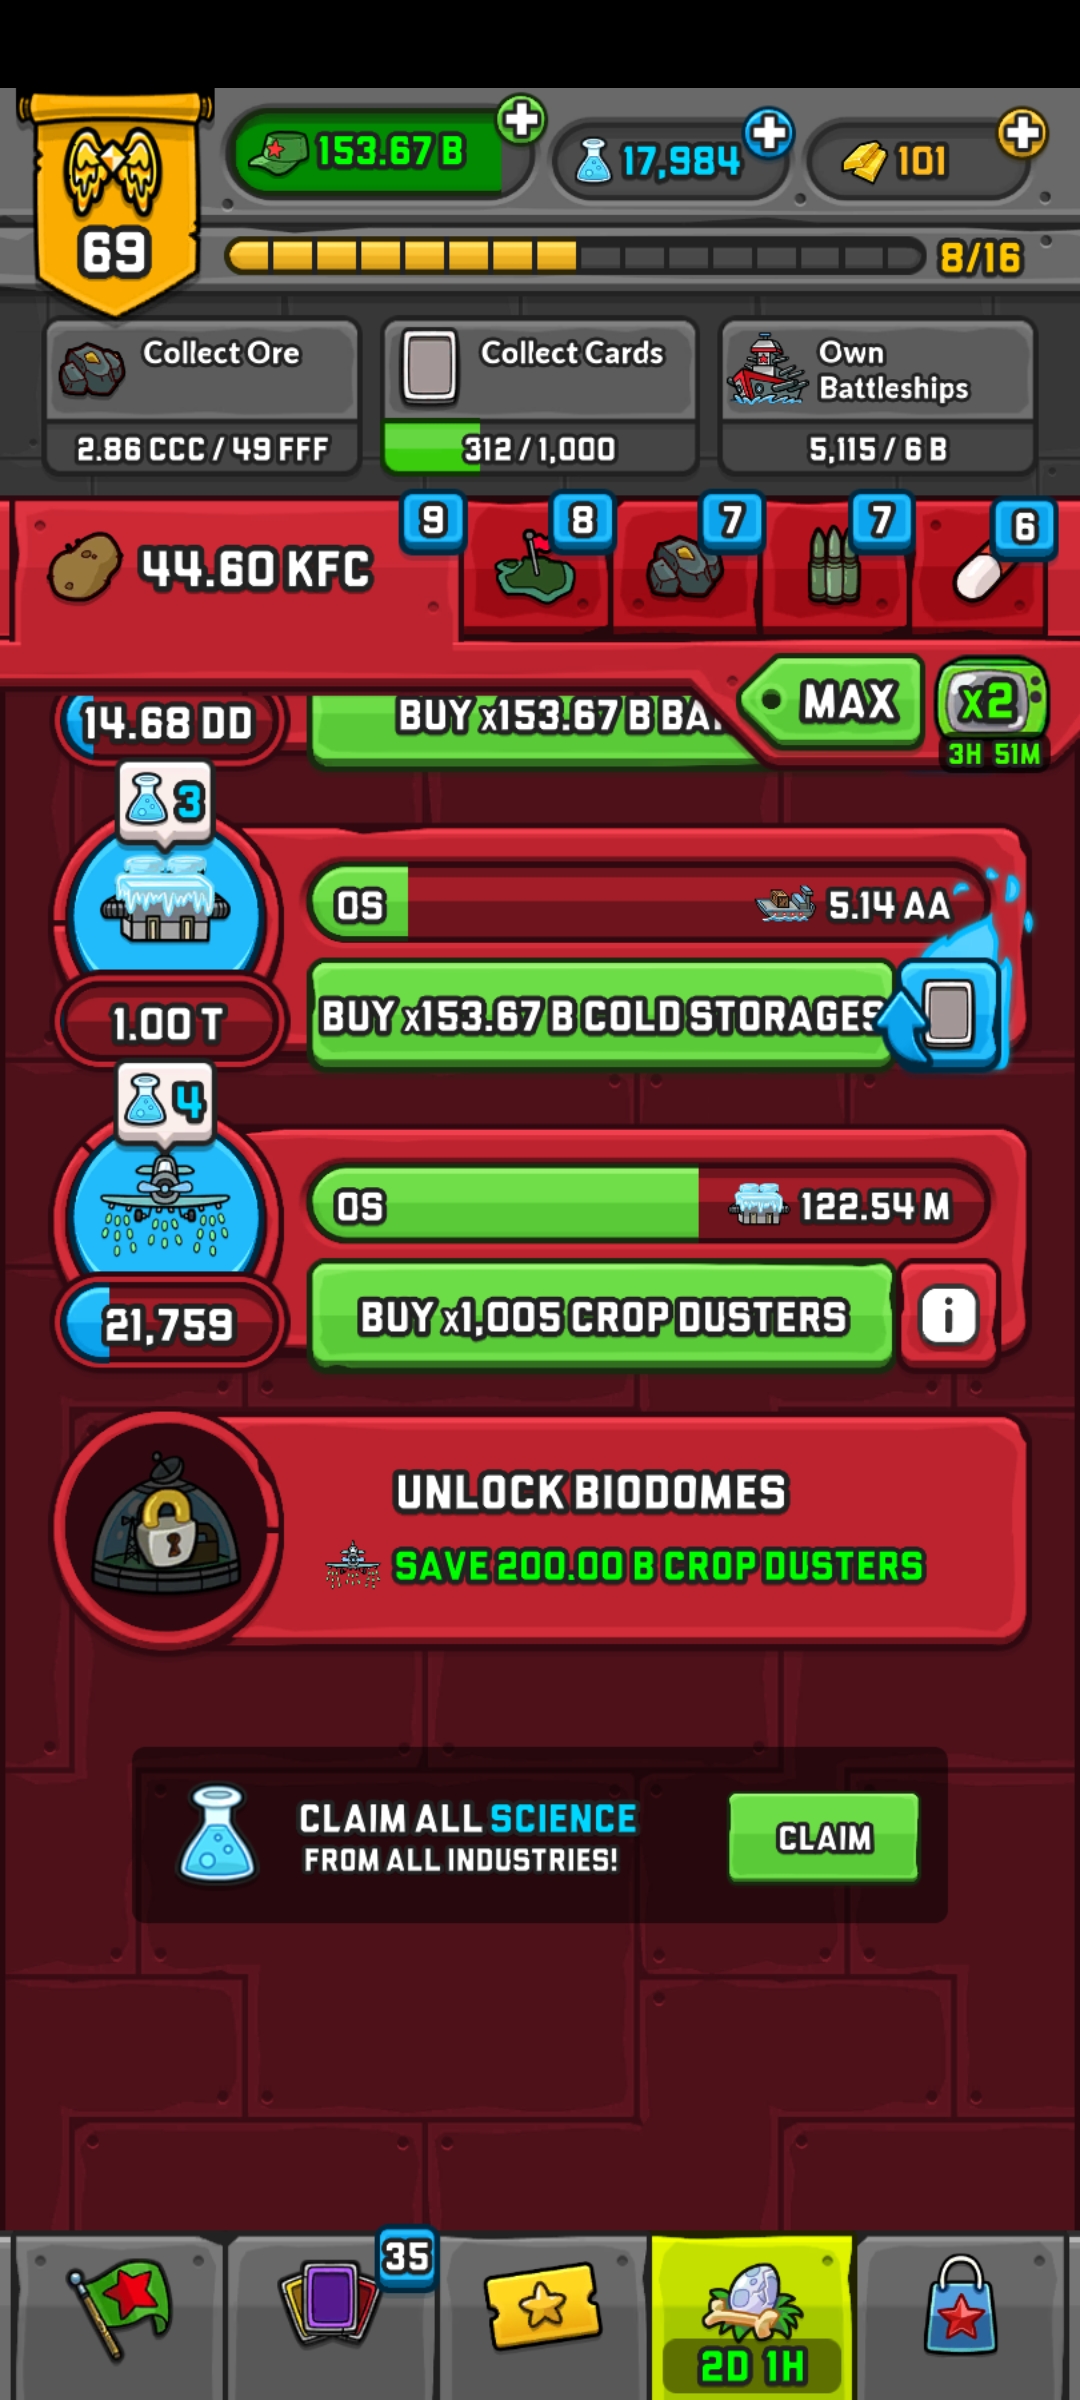 69
153.67 B
17,984
101
8/16
Collect Ore
2.86 CCC / 49 FFF
Collect Cards
312 / 1,000
Own
Battleships
5,115 / 6 B
44.60 KFC
9
8
7
7
6
MAX
x2
3H 51M
14.68 DD
BUY x153.67 B BA
3
0S
5.14 AA
1.00 T
BUY x153.67 B COLD STORAGES
4
0S
122.54 M
21,759
BUY x1,005 CROP DUSTERS
i
UNLOCK BIODOMES
SAVE 200.00 B CROP DUSTERS
CLAIM ALL SCIENCE
FROM ALL INDUSTRIES!
CLAIM
35
2D 1H